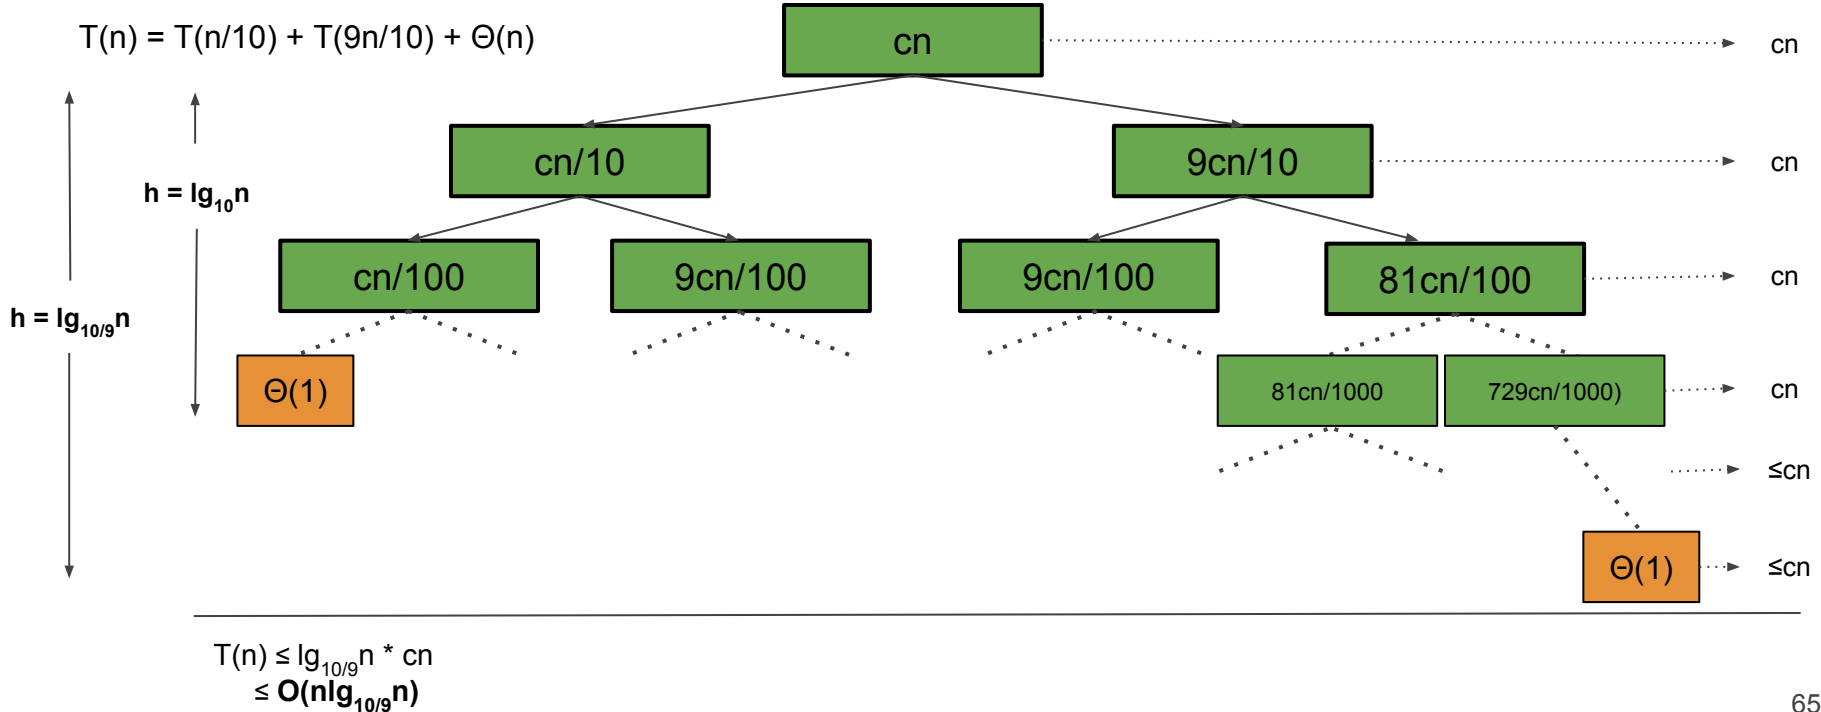 T(n) = T(n/10) + T(9n/10) + Θ(n)
cn
cn
cn/10
9cn/10
cn
h = lg₁₀n
cn/100
9cn/100
9cn/100
81cn/100
cn
h = lg₁₀/₉n
Θ(1)
81cn/1000
729cn/1000)
cn
≤cn
Θ(1)
≤cn
T(n) ≤ lg₁₀/₉n * cn
≤ O(nlg₁₀/₉n)
65